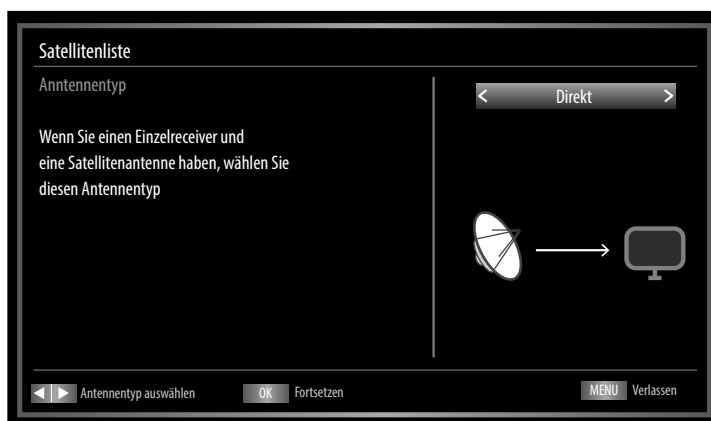 Satellitenliste
Anntennentyp
< Direkt >
Wenn Sie einen Einzelreceiver und
eine Satellitenantenne haben, wählen Sie
diesen Antennentyp
Antennentyp auswählen
OK Fortsetzen
MENU Verlassen